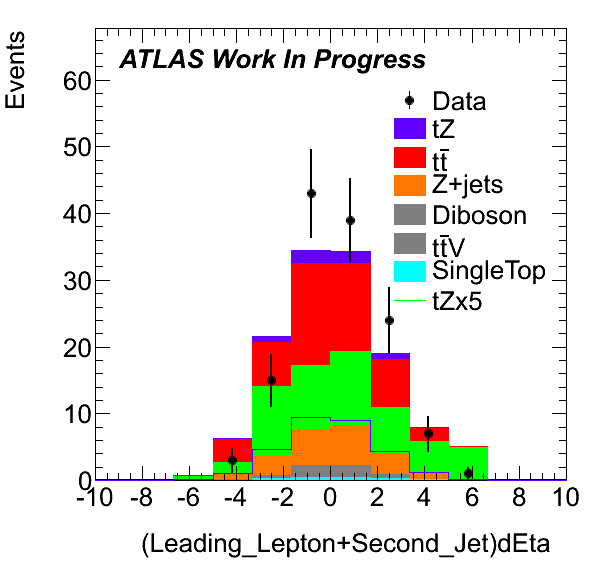 ATLAS Work In Progress
Events
60
50
40
30
20
10
0
Data
tZ
tt̄
Z+jets
Diboson
tt̄V
SingleTop
tZx5
-10 -8 -6 -4 -2 0 2 4 6 8 10
(Leading_Lepton+Second_Jet)dEta